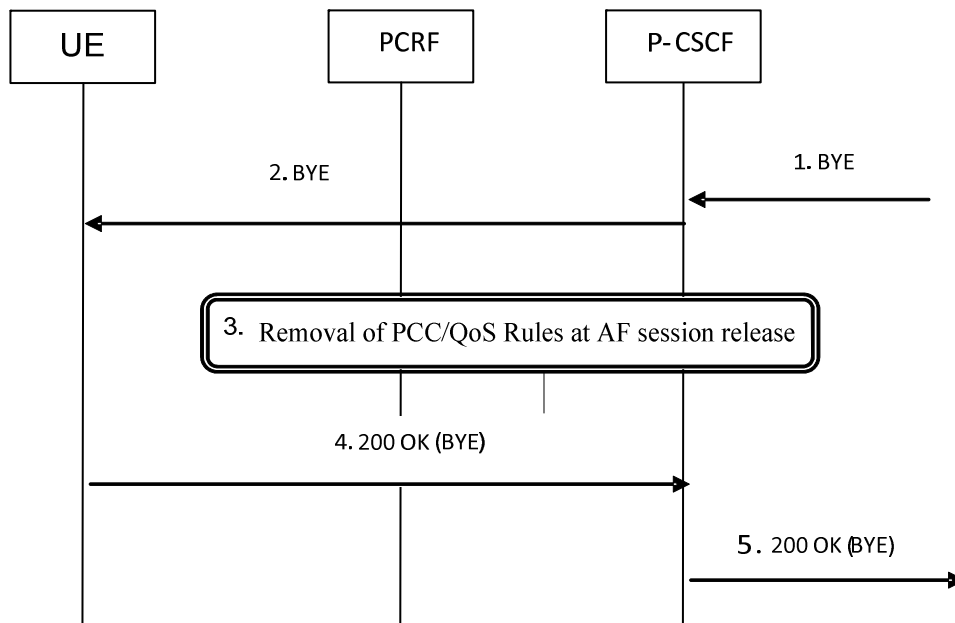 UE
PCRF
P-CSCF
1. BYE
2. BYE
3. Removal of PCC/QoS Rules at AF session release
4. 200 OK (BYE)
5. 200 OK (BYE)